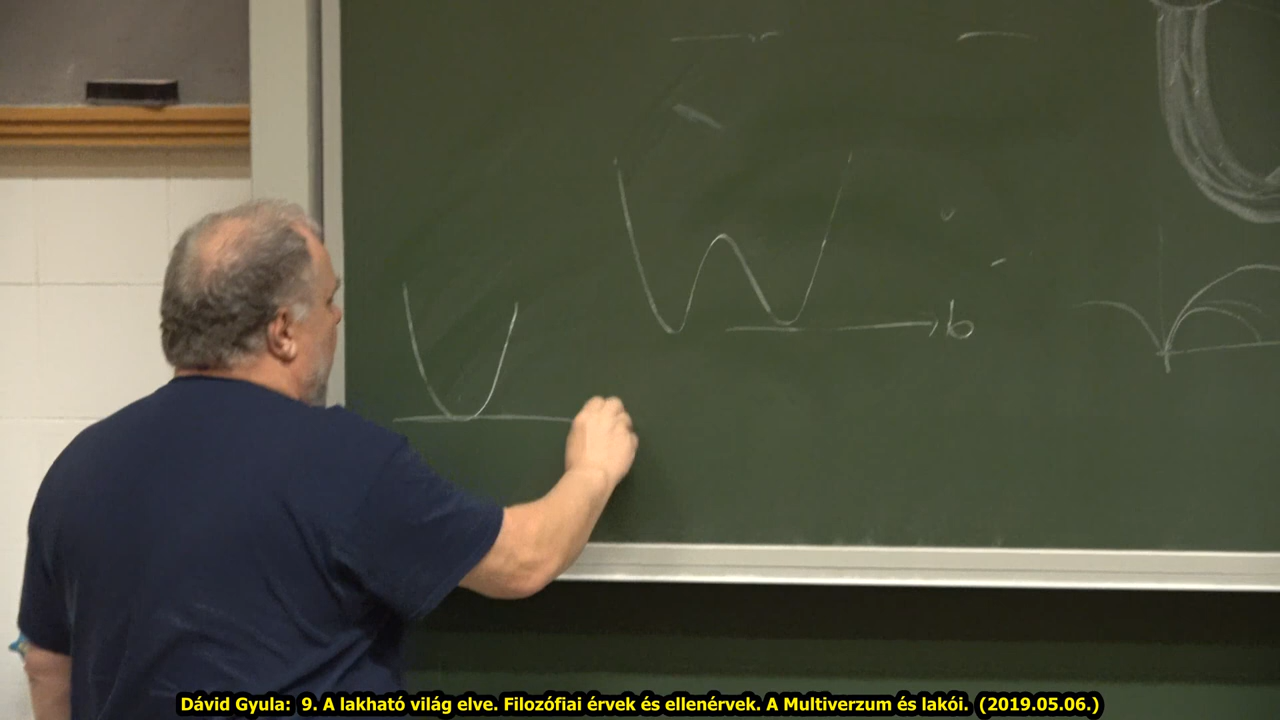 b
Dávid Gyula: 9. A lakható világ elve. Filozófiai érvek és ellenérvek. A Multiverzum és lakói. (2019.05.06.)